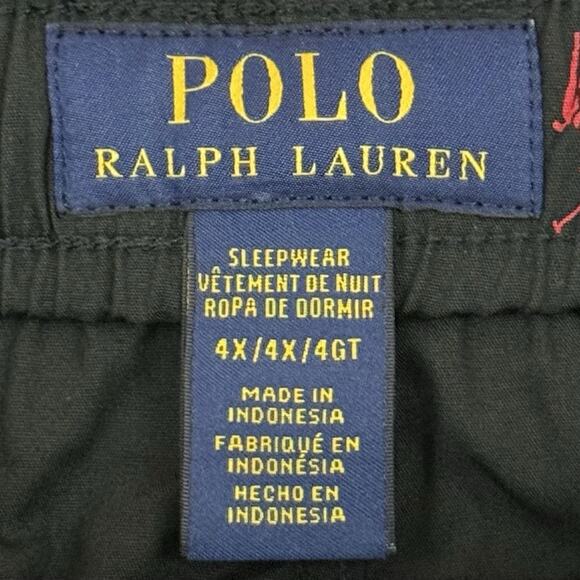 POLO
RALPH LAUREN
SLEEPWEAR
VÊTEMENT DE NUIT
ROPA DE DORMIR
4X/4X/4GT
MADE IN
INDONESIA
FABRIQUÉ EN
INDONÉSIA
HECHO EN
INDONESIA